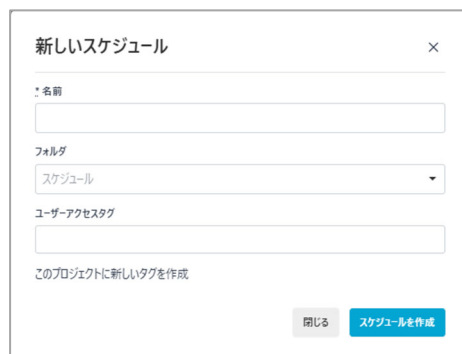 新しいスケジュール
* 名前
フォルダ
スケジュール
ユーザーアクセスタグ
このプロジェクトに新しいタグを作成
閉じる
スケジュールを作成